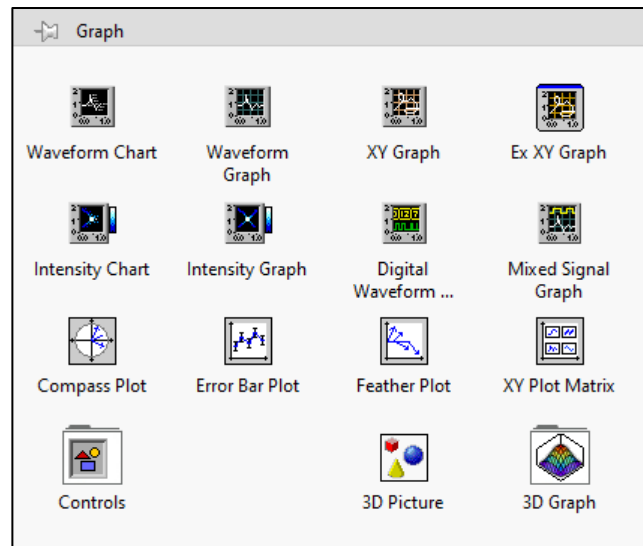 Graph
Waveform Chart
Waveform
Graph
XY Graph
Ex XY Graph
Intensity Chart
Intensity Graph
Digital
Waveform ...
Mixed Signal
Graph
Compass Plot
Error Bar Plot
Feather Plot
XY Plot Matrix
Controls
3D Picture
3D Graph